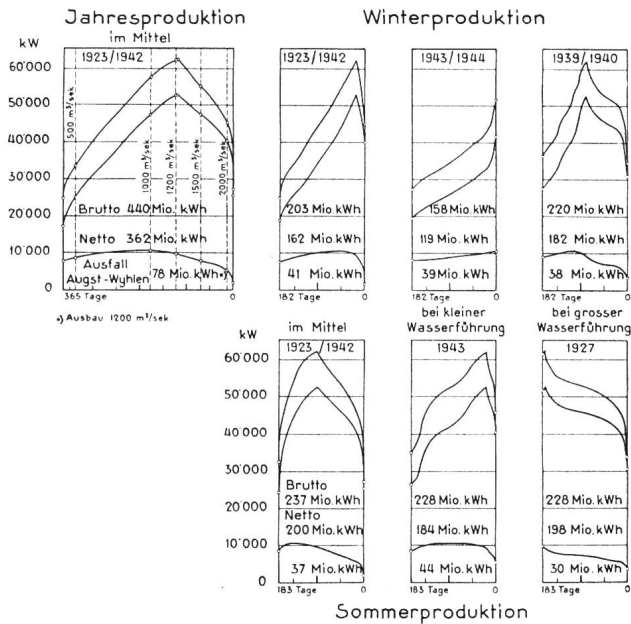 Jahresproduktion
im Mittel
kW
1923/1942
60'000
50'000
40'000
30'000
20'000
10'000
0
500 m³/sek
1000 m³/sek
1200 m³/sek
1500 m³/sek
2000 m³/sek
Brutto 440 Mio. kWh
Netto 362 Mio. kWh
Ausfall
Augst-Wyhlen 78 Mio. kWh •)
365 Tage 0
•) Ausbau 1200 m³/sek
Winterproduktion
1923/1942
203 Mio. kWh
162 Mio. kWh
41 Mio. kWh
182 Tage 0
1943/1944
158 Mio. kWh
119 Mio. kWh
39 Mio. kWh
182 Tage 0
1939/1940
220 Mio. kWh
182 Mio. kWh
38 Mio. kWh
182 Tage 0
kW
60'000
50'000
40'000
30'000
20'000
10'000
0
im Mittel
1923/1942
Brutto
237 Mio. kWh
Netto
200 Mio. kWh
37 Mio. kWh
183 Tage 0
bei kleiner
Wasserführung
1943
228 Mio. kWh
184 Mio. kWh
44 Mio. kWh
183 Tage 0
bei grosser
Wasserführung
1927
228 Mio. kWh
198 Mio. kWh
30 Mio. kWh
183 Tage 0
Sommerproduktion